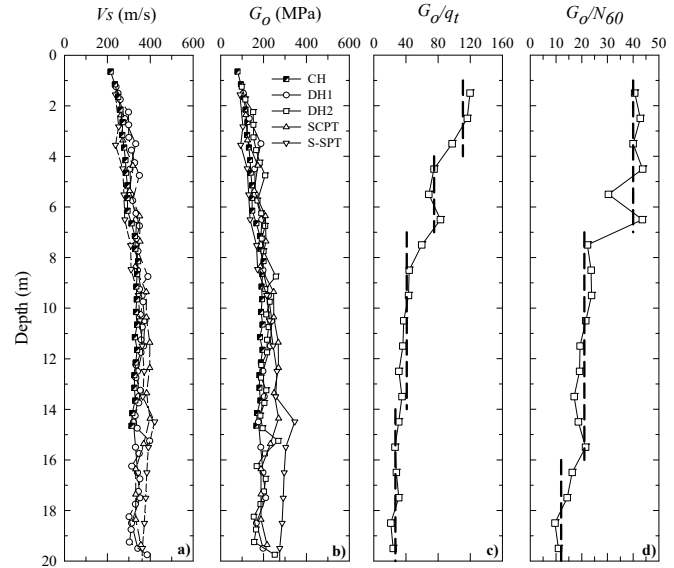 Vs (m/s)
Go (MPa)
Go/qt
Go/N60
0 200 400 600
0 200 400 600
0 40 80 120 160
0 10 20 30 40 50
Depth (m)
0
2
4
6
8
10
12
14
16
18
20
CH
DH1
DH2
SCPT
S-SPT
a)
b)
c)
d)